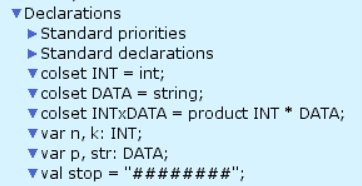 Declarations
Standard priorities
Standard declarations
colset INT = int;
colset DATA = string;
colset INTxDATA = product INT * DATA;
var n, k: INT;
var p, str: DATA;
val stop = "########";